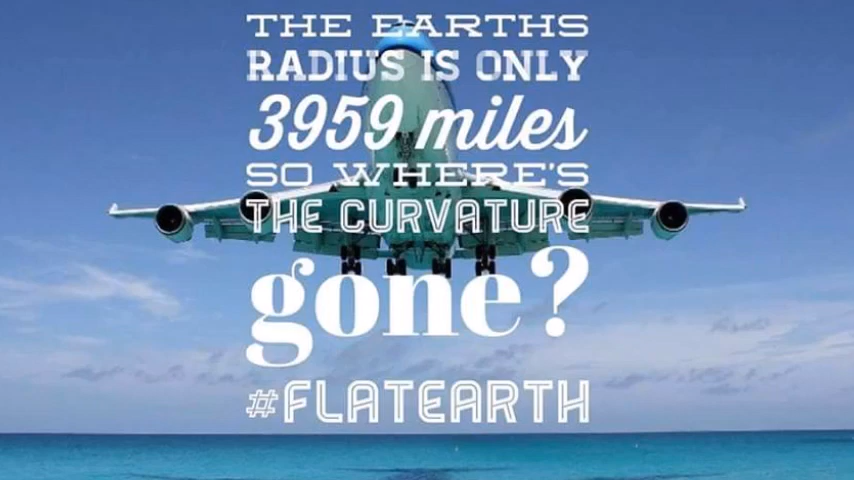 THE EARTHS
RADIUS IS ONLY
3959 miles
SO WHERE'S
THE CURVATURE
gone?
#FLATEARTH